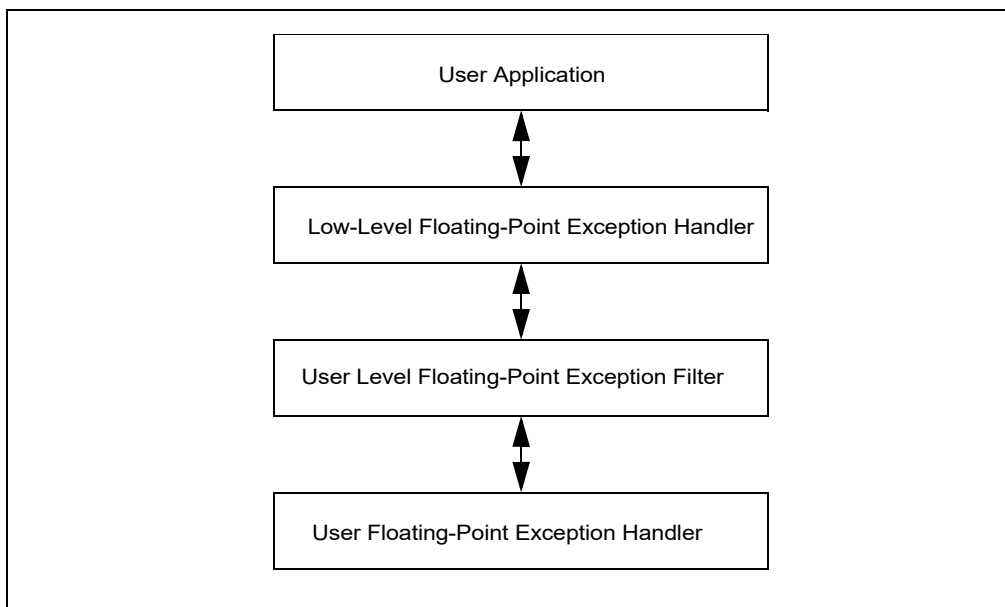 User Application
Low-Level Floating-Point Exception Handler
User Level Floating-Point Exception Filter
User Floating-Point Exception Handler